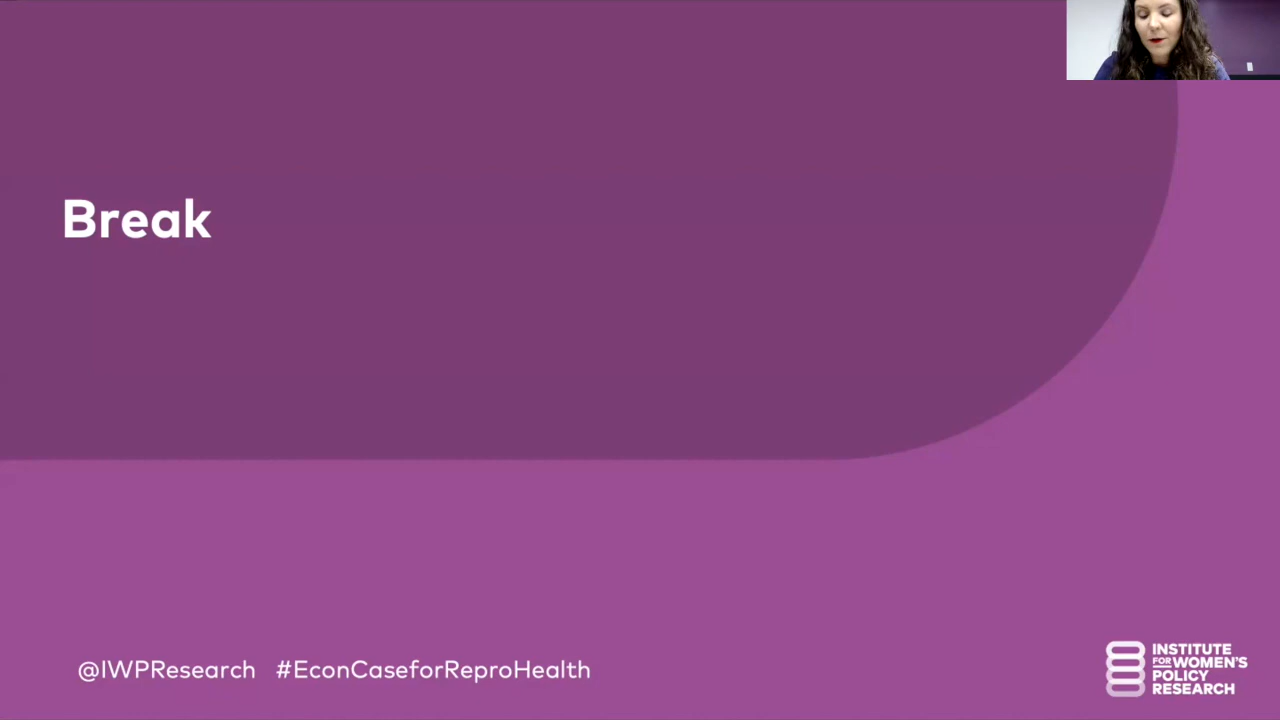 Break
@IWPResearch #EconCaseforReproHealth
INSTITUTE
FOR WOMEN'S
POLICY
RESEARCH